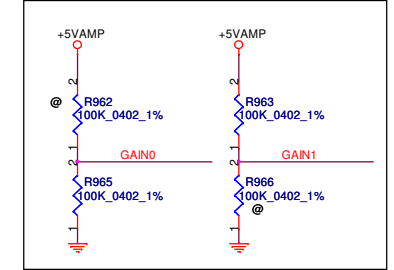 +5VAMP
+5VAMP
2
2
@
R962
100K_0402_1%
R963
100K_0402_1%
1
1
GAIN0
GAIN1
2
2
R965
100K_0402_1%
R966
100K_0402_1%
@
1
1